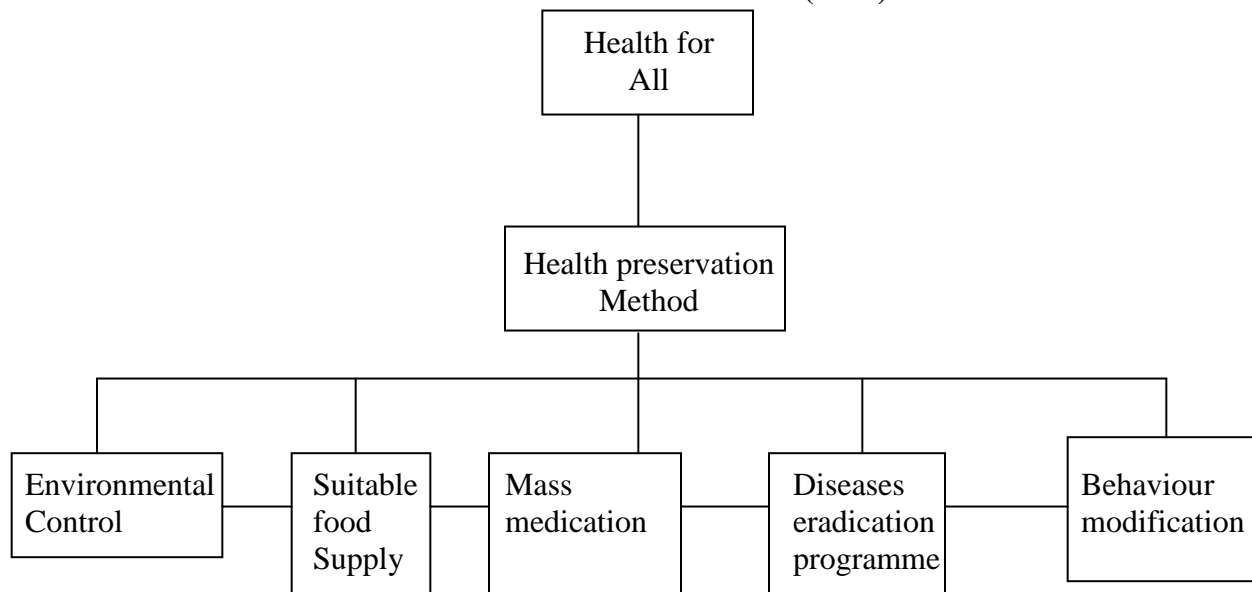 Health for
All
Health preservation
Method
Environmental
Control
Suitable
food
Supply
Mass
medication
Diseases
eradication
programme
Behaviour
modification